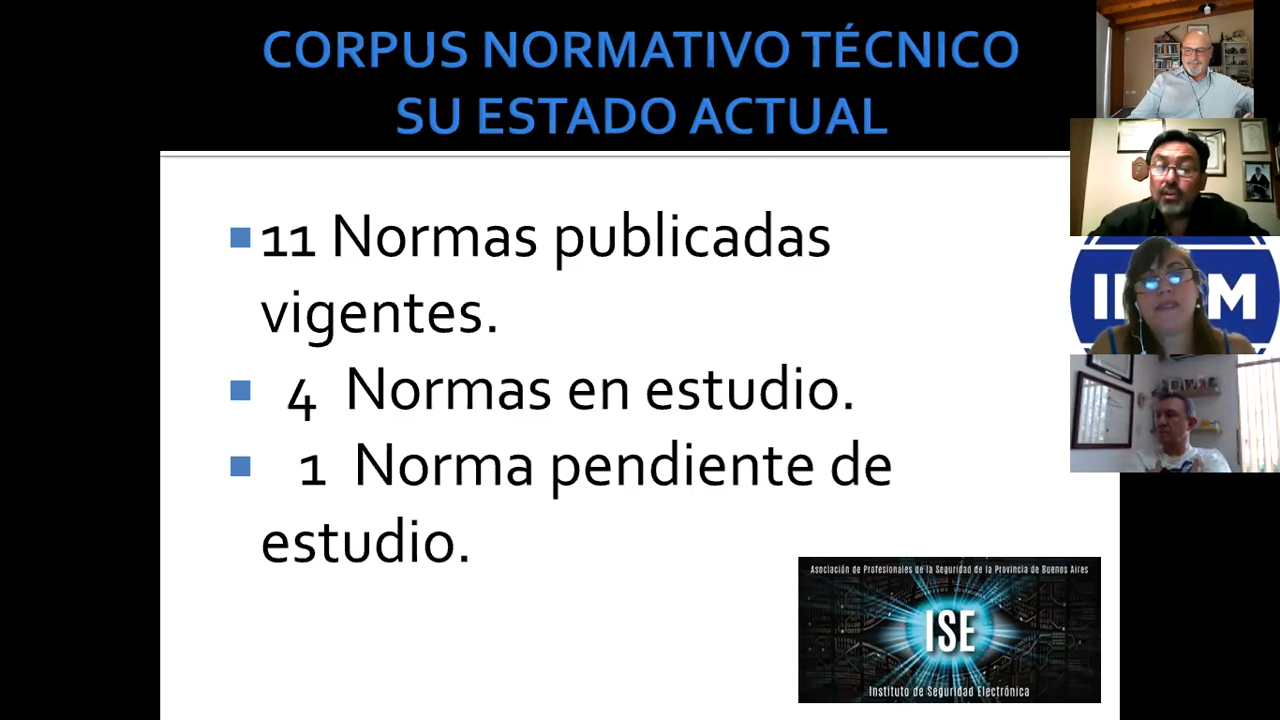 CORPUS NORMATIVO TÉCNICO
SU ESTADO ACTUAL
11 Normas publicadas
vigentes.
4 Normas en estudio.
1 Norma pendiente de
estudio.
Asociación de Profesionales de la Seguridad de la Provincia de Buenos Aires
ISE
Instituto de Seguridad Electrónica